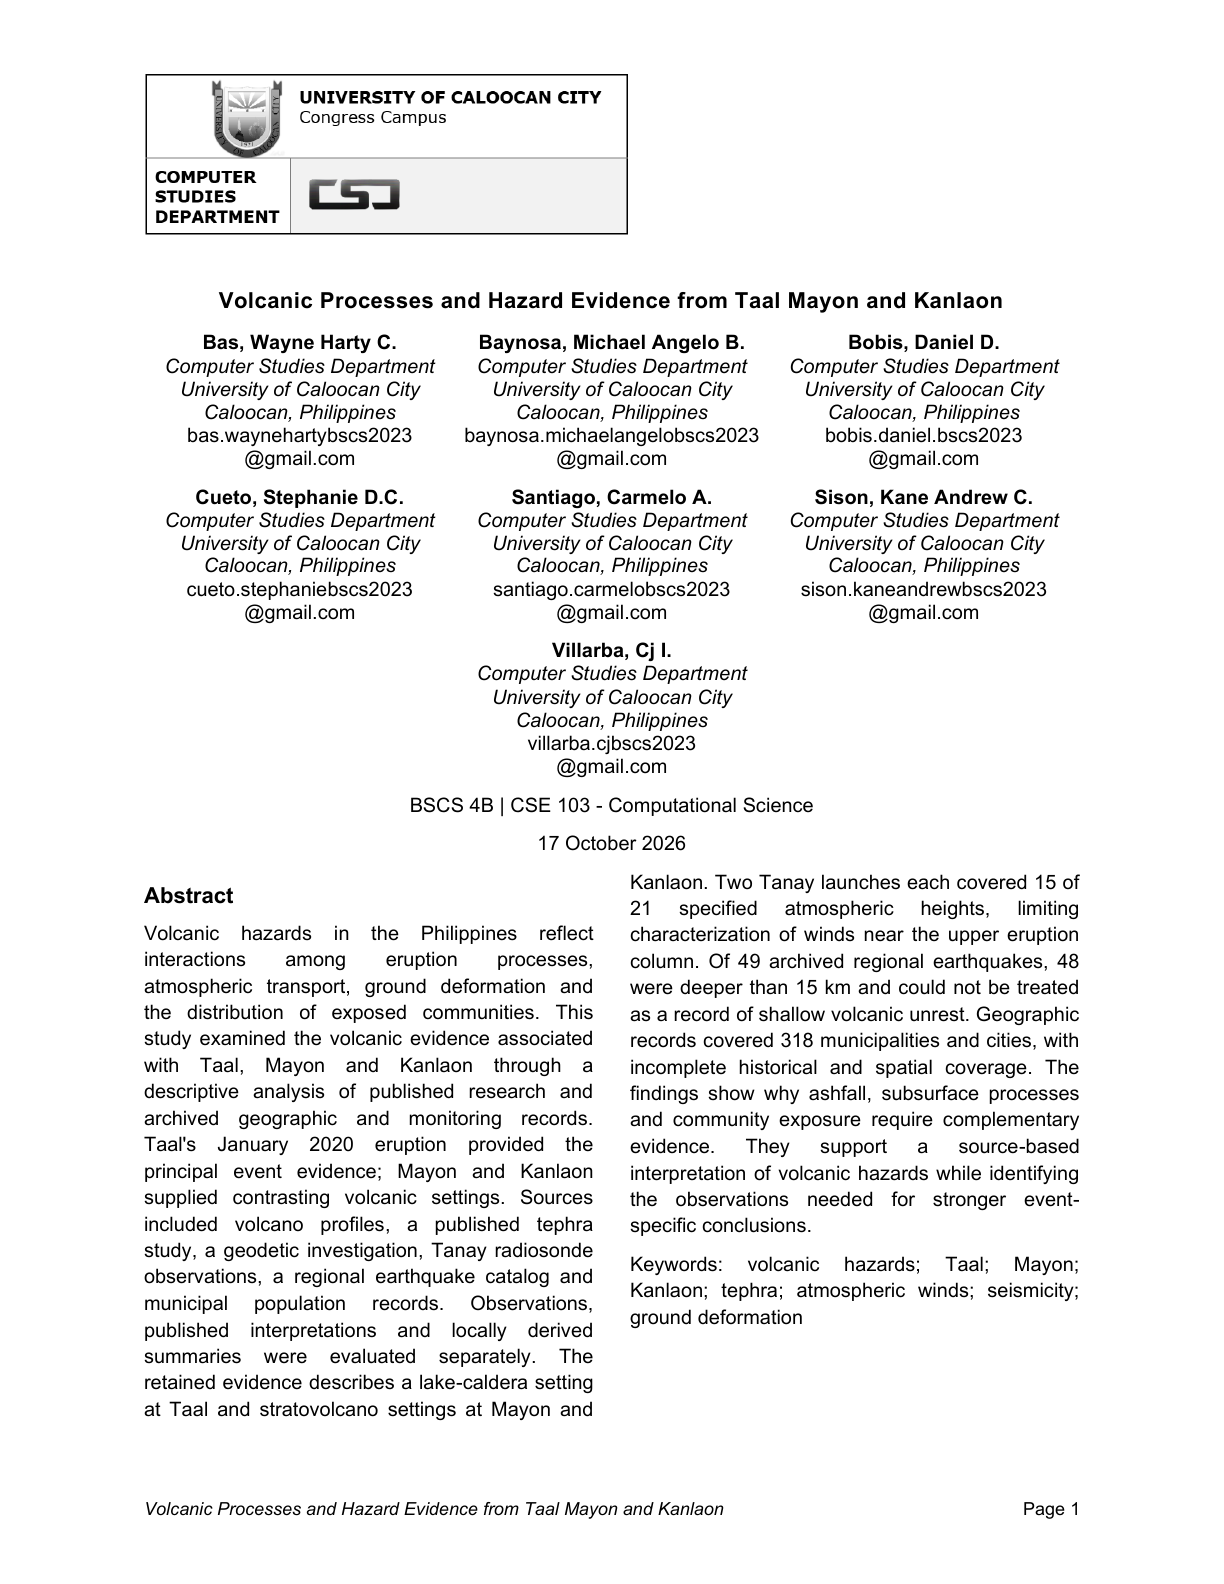 UNIVERSITY OF CALOOCAN CITY
Congress Campus
COMPUTER
STUDIES
DEPARTMENT
CSD
Volcanic Processes and Hazard Evidence from Taal Mayon and Kanlaon
Bas, Wayne Harty C.
Computer Studies Department
University of Caloocan City
Caloocan, Philippines
bas.waynehartybscs2023
@gmail.com
Baynosa, Michael Angelo B.
Computer Studies Department
University of Caloocan City
Caloocan, Philippines
baynosa.michaelangelobscs2023
@gmail.com
Bobis, Daniel D.
Computer Studies Department
University of Caloocan City
Caloocan, Philippines
bobis.daniel.bscs2023
@gmail.com
Cueto, Stephanie D.C.
Computer Studies Department
University of Caloocan City
Caloocan, Philippines
cueto.stephaniebscs2023
@gmail.com
Santiago, Carmelo A.
Computer Studies Department
University of Caloocan City
Caloocan, Philippines
santiago.carmelobscs2023
@gmail.com
Sison, Kane Andrew C.
Computer Studies Department
University of Caloocan City
Caloocan, Philippines
sison.kaneandrewbscs2023
@gmail.com
Villarba, Cj I.
Computer Studies Department
University of Caloocan City
Caloocan, Philippines
villarba.cjbscs2023
@gmail.com
BSCS 4B | CSE 103 - Computational Science
17 October 2026
Abstract
Volcanic hazards in the Philippines reflect
interactions among eruption processes,
atmospheric transport, ground deformation and
the distribution of exposed communities. This
study examined the volcanic evidence associated
with Taal, Mayon and Kanlaon through a
descriptive analysis of published research and
archived geographic and monitoring records.
Taal's January 2020 eruption provided the
principal event evidence; Mayon and Kanlaon
supplied contrasting volcanic settings. Sources
included volcano profiles, a published tephra
study, a geodetic investigation, Tanay radiosonde
observations, a regional earthquake catalog and
municipal population records. Observations,
published interpretations and locally derived
summaries were evaluated separately. The
retained evidence describes a lake-caldera setting
at Taal and stratovolcano settings at Mayon and
Kanlaon. Two Tanay launches each covered 15 of
21 specified atmospheric heights, limiting
characterization of winds near the upper eruption
column. Of 49 archived regional earthquakes, 48
were deeper than 15 km and could not be treated
as a record of shallow volcanic unrest. Geographic
records covered 318 municipalities and cities, with
incomplete historical and spatial coverage. The
findings show why ashfall, subsurface processes
and community exposure require complementary
evidence. They support a source-based
interpretation of volcanic hazards while identifying
the observations needed for stronger event-
specific conclusions.
Keywords: volcanic hazards; Taal; Mayon;
Kanlaon; tephra; atmospheric winds; seismicity;
ground deformation
Volcanic Processes and Hazard Evidence from Taal Mayon and Kanlaon
Page 1